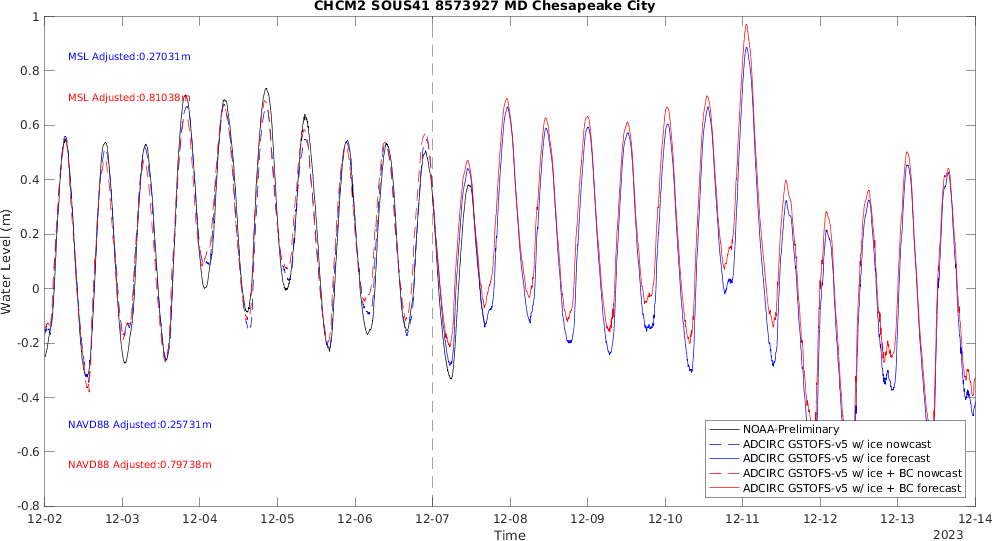 CHCM2 SOUS41 8573927 MD Chesapeake City
1
0.8
0.6
0.4
0.2
0
-0.2
-0.4
-0.6
-0.8
Water Level (m)
MSL Adjusted:0.27031m
MSL Adjusted:0.81038m
NAVD88 Adjusted:0.25731m
NAVD88 Adjusted:0.79738m
NOAA-Preliminary
ADCIRC GSTOFS-v5 w/ ice nowcast
ADCIRC GSTOFS-v5 w/ ice forecast
ADCIRC GSTOFS-v5 w/ ice + BC nowcast
ADCIRC GSTOFS-v5 w/ ice + BC forecast
12-02 12-03 12-04 12-05 12-06 12-07 12-08 12-09 12-10 12-11 12-12 12-13 12-14
Time
2023